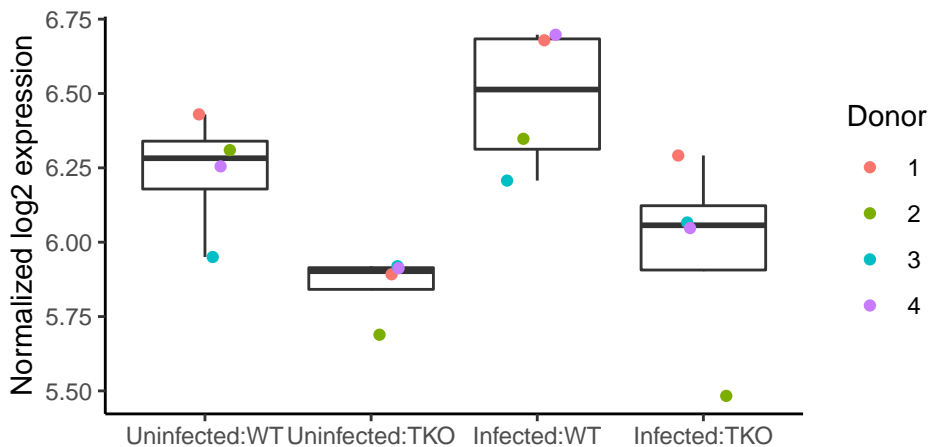 Normalized log2 expression
6.75
6.50
6.25
6.00
5.75
5.50
Uninfected:WT
Uninfected:TKO
Infected:WT
Infected:TKO
Donor
1
2
3
4